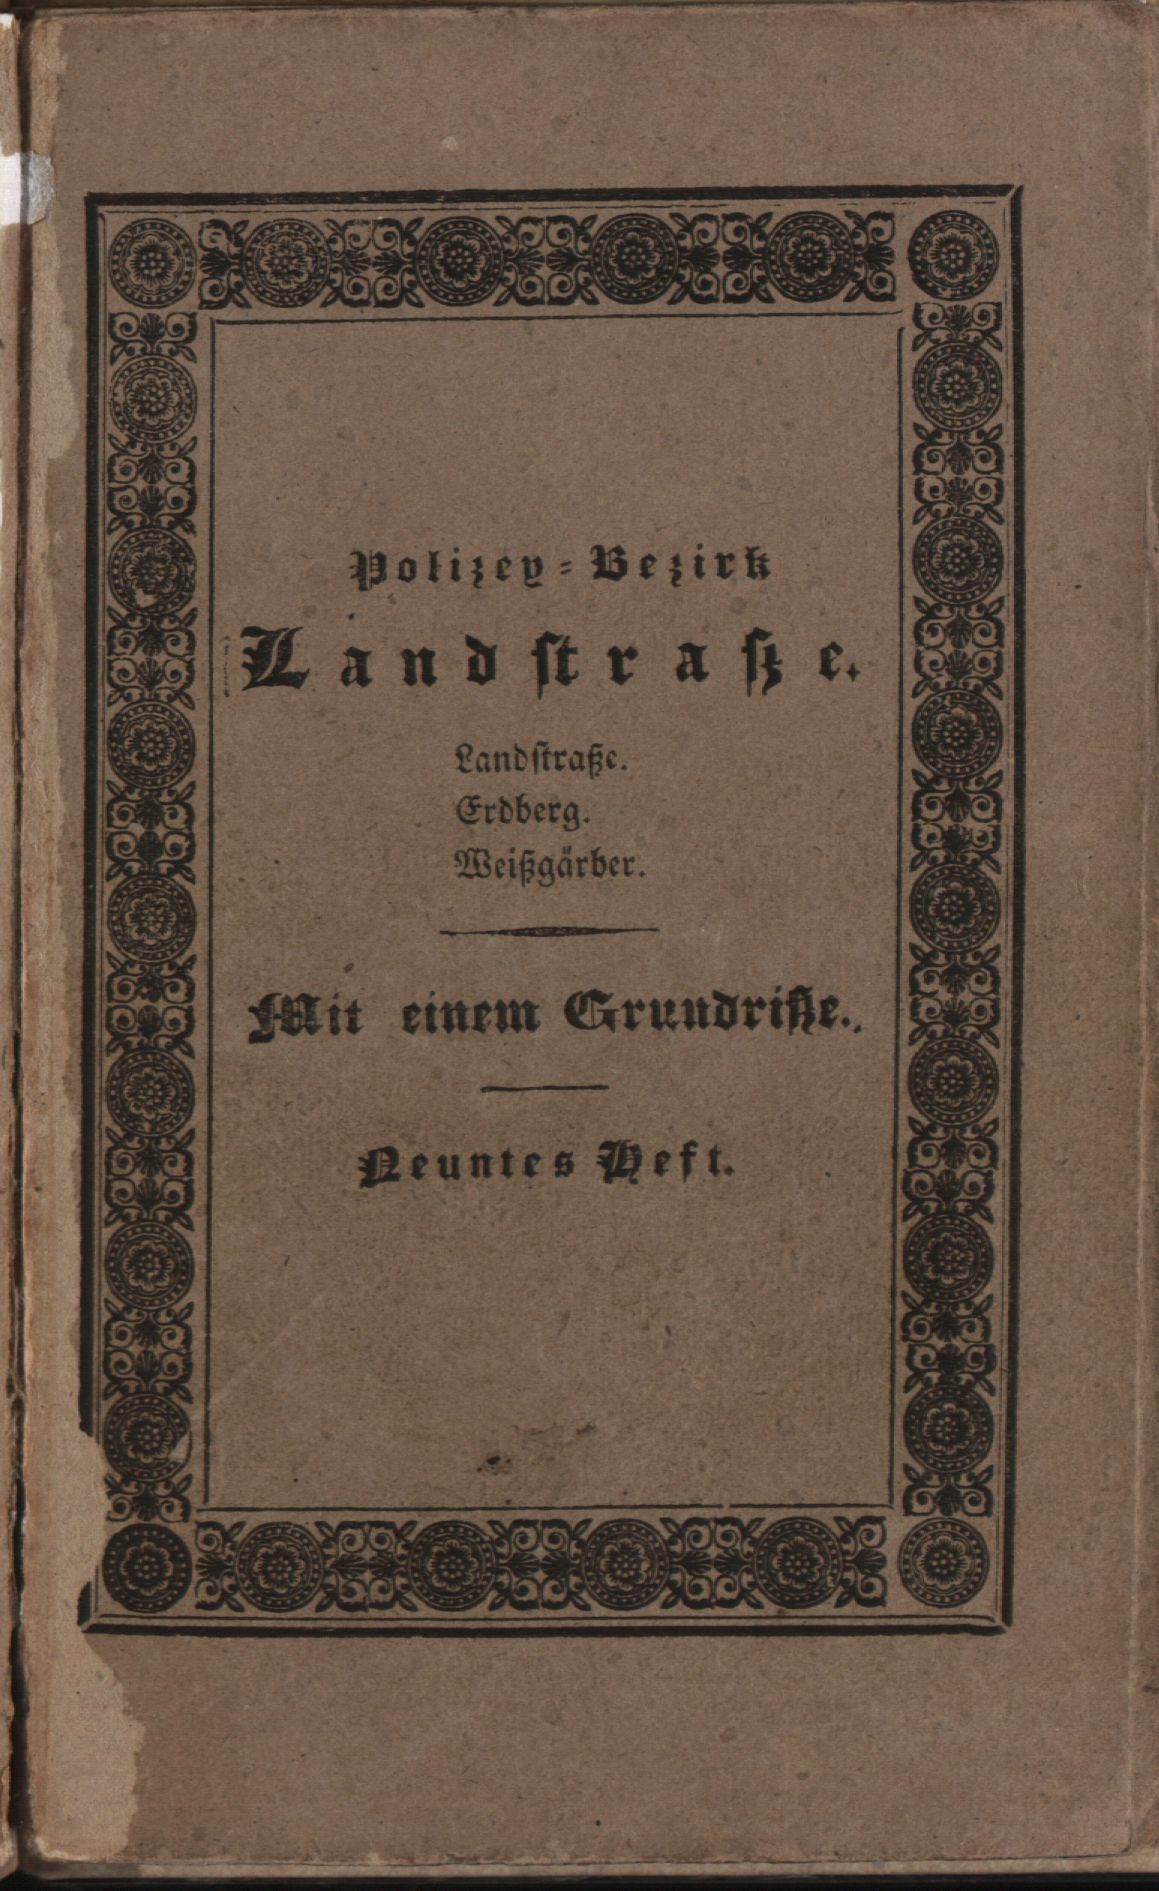 Polizey-Bezirk
Landstraße.
Landstraße.
Erdberg.
Weißgärber.
Mit einem Grundriße.
Neuntes Heft.